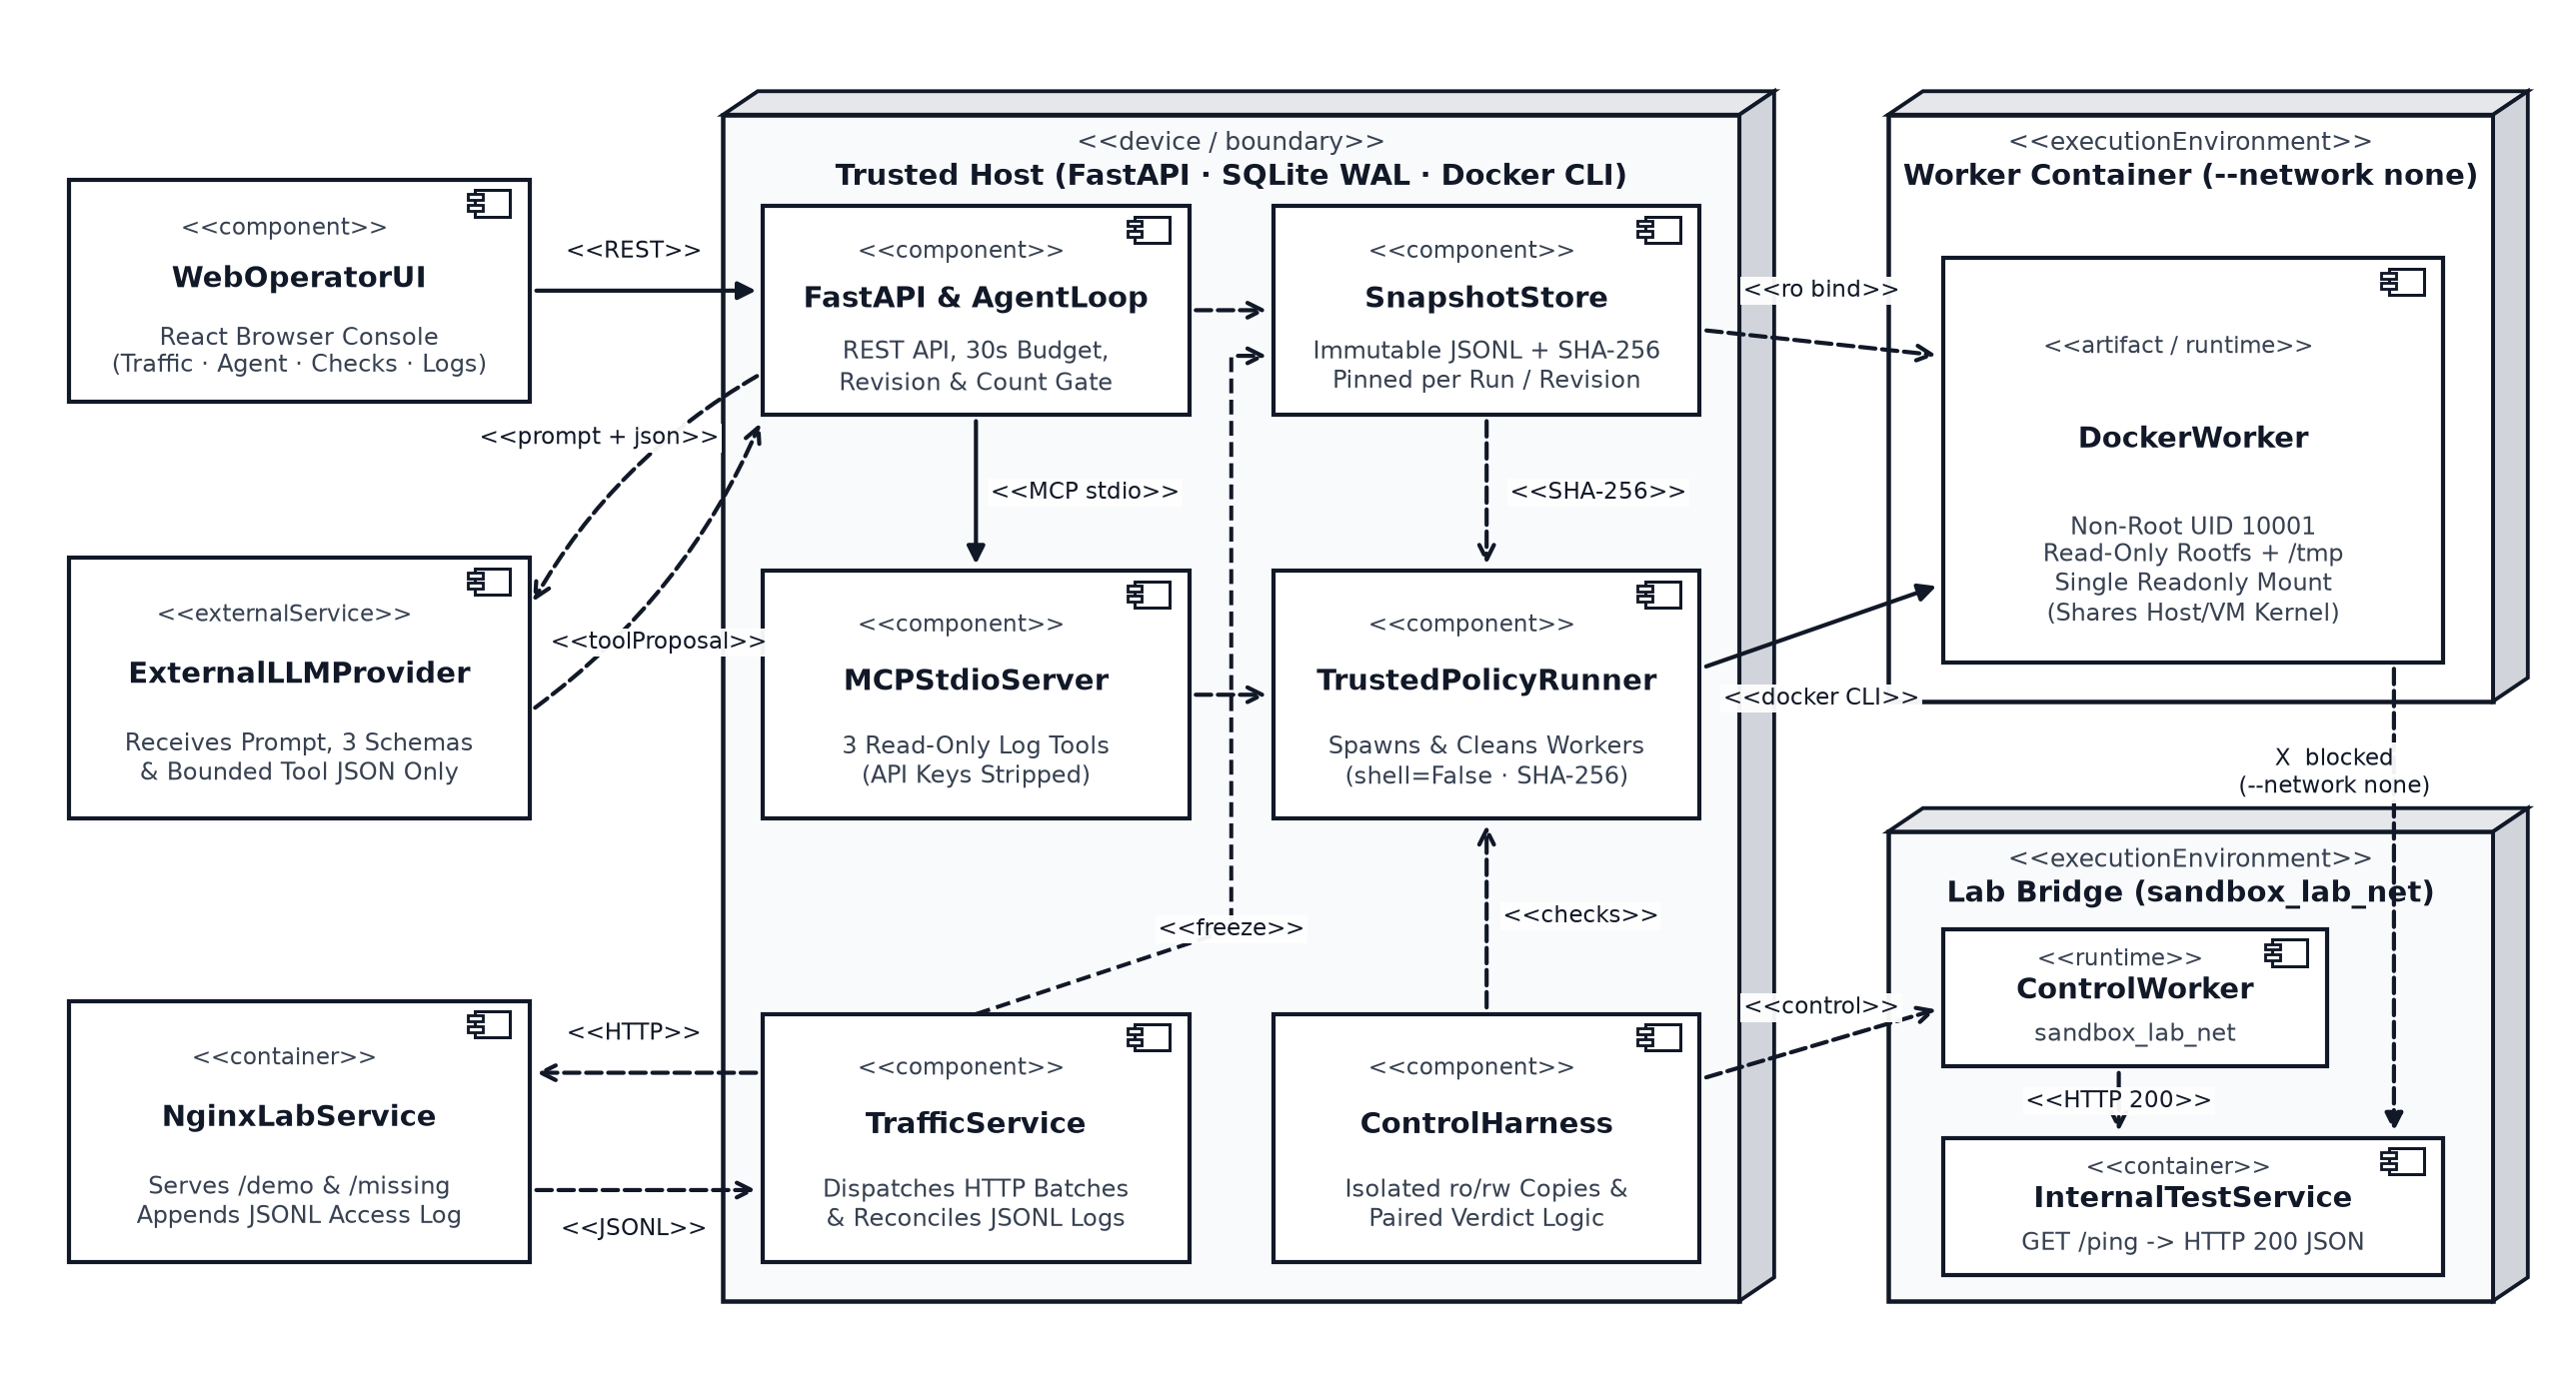 <<component>>
WebOperatorUI
React Browser Console
(Traffic · Agent · Checks · Logs)
<<REST>>
<<prompt + json>>
<<externalService>>
ExternalLLMProvider
Receives Prompt, 3 Schemas
& Bounded Tool JSON Only
<<toolProposal>>
<<container>>
NginxLabService
Serves /demo & /missing
Appends JSONL Access Log
<<HTTP>>
<<JSONL>>
<<device / boundary>>
Trusted Host (FastAPI · SQLite WAL · Docker CLI)
<<component>>
FastAPI & AgentLoop
REST API, 30s Budget,
Revision & Count Gate
<<component>>
SnapshotStore
Immutable JSONL + SHA-256
Pinned per Run / Revision
<<MCP stdio>>
<<SHA-256>>
<<component>>
MCPStdioServer
3 Read-Only Log Tools
(API Keys Stripped)
<<component>>
TrustedPolicyRunner
Spawns & Cleans Workers
(shell=False · SHA-256)
<<freeze>>
<<checks>>
<<component>>
TrafficService
Dispatches HTTP Batches
& Reconciles JSONL Logs
<<component>>
ControlHarness
Isolated ro/rw Copies &
Paired Verdict Logic
<<ro bind>>
<<docker CLI>>
<<control>>
<<executionEnvironment>>
Worker Container (--network none)
<<artifact / runtime>>
DockerWorker
Non-Root UID 10001
Read-Only Rootfs + /tmp
Single Readonly Mount
(Shares Host/VM Kernel)
X  blocked
(--network none)
<<executionEnvironment>>
Lab Bridge (sandbox_lab_net)
<<runtime>>
ControlWorker
sandbox_lab_net
<<HTTP 200>>
<<container>>
InternalTestService
GET /ping -> HTTP 200 JSON